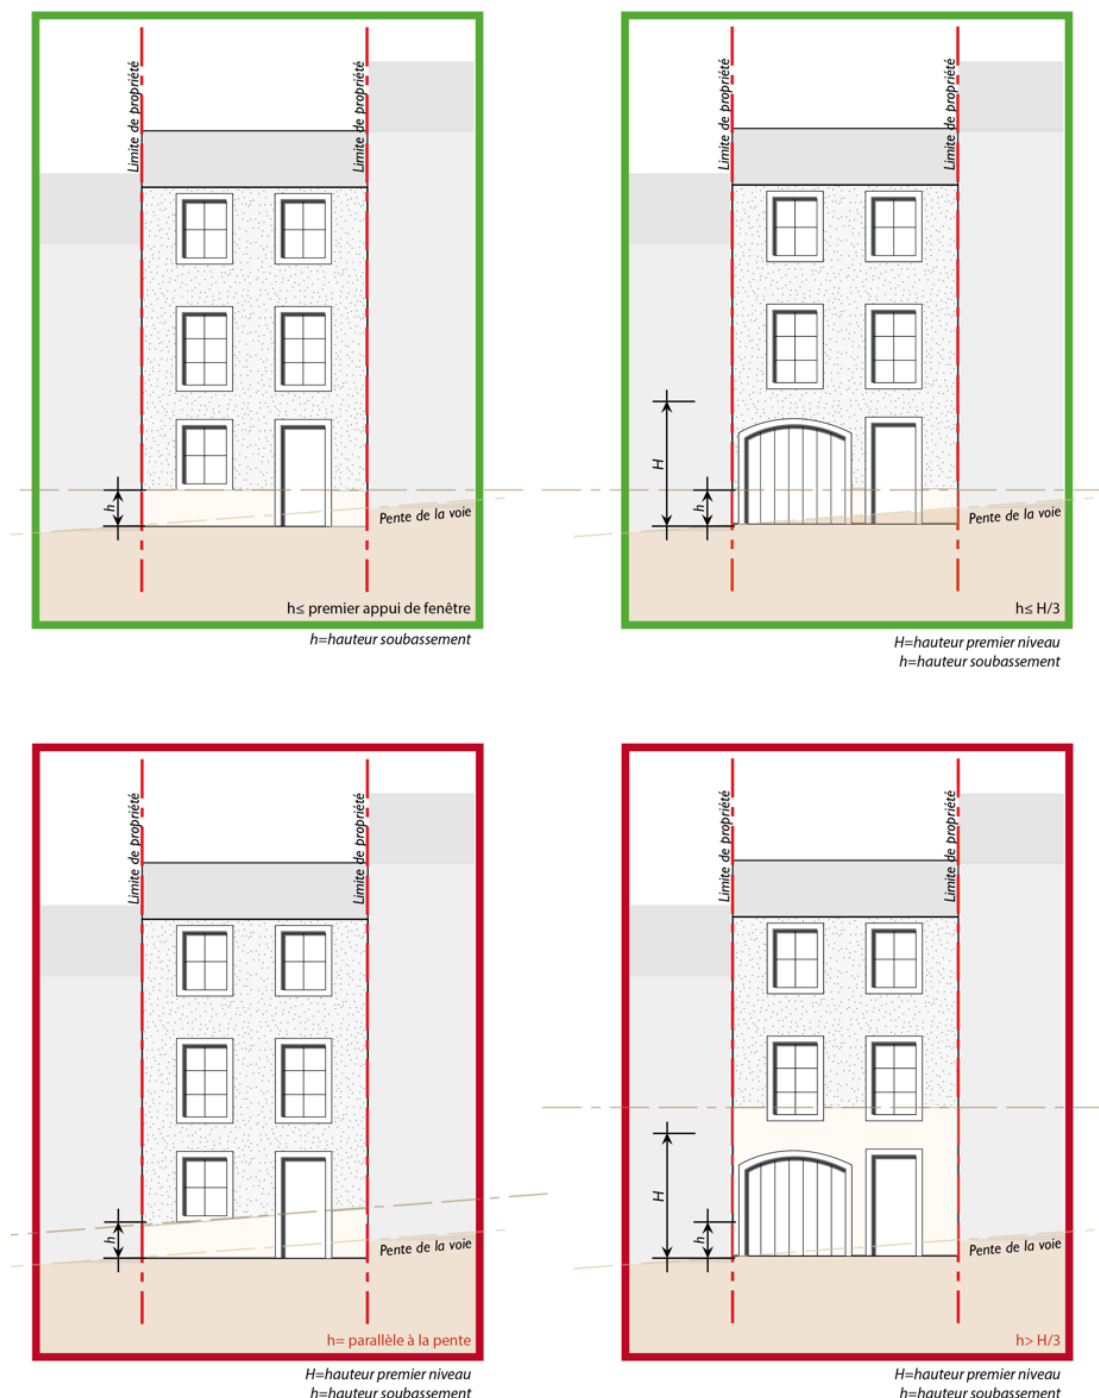 Limite de propriété
Limite de propriété
h
Pente de la voie
h≤ premier appui de fenêtre
h=hauteur soubassement
Limite de propriété
Limite de propriété
H
h
Pente de la voie
h≤ H/3
H=hauteur premier niveau
h=hauteur soubassement
Limite de propriété
Limite de propriété
h
Pente de la voie
h= parallèle à la pente
H=hauteur premier niveau
h=hauteur soubassement
Limite de propriété
Limite de propriété
H
h
Pente de la voie
h> H/3
H=hauteur premier niveau
h=hauteur soubassement